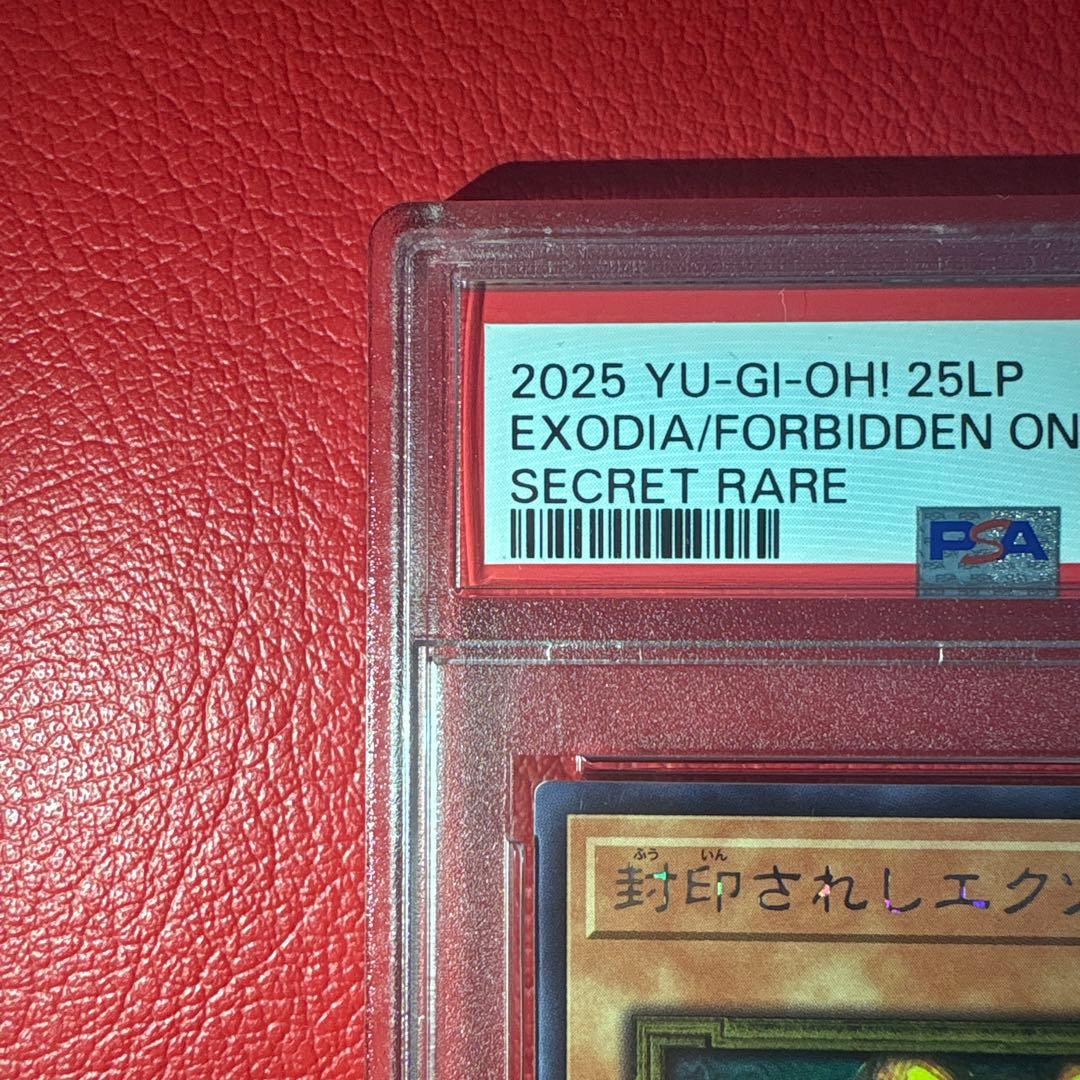 2025 YU-GI-OH! 25LP
EXODIA/FORBIDDEN ON
SECRET RARE
PSA
ふう いん
封印されしエクゾ